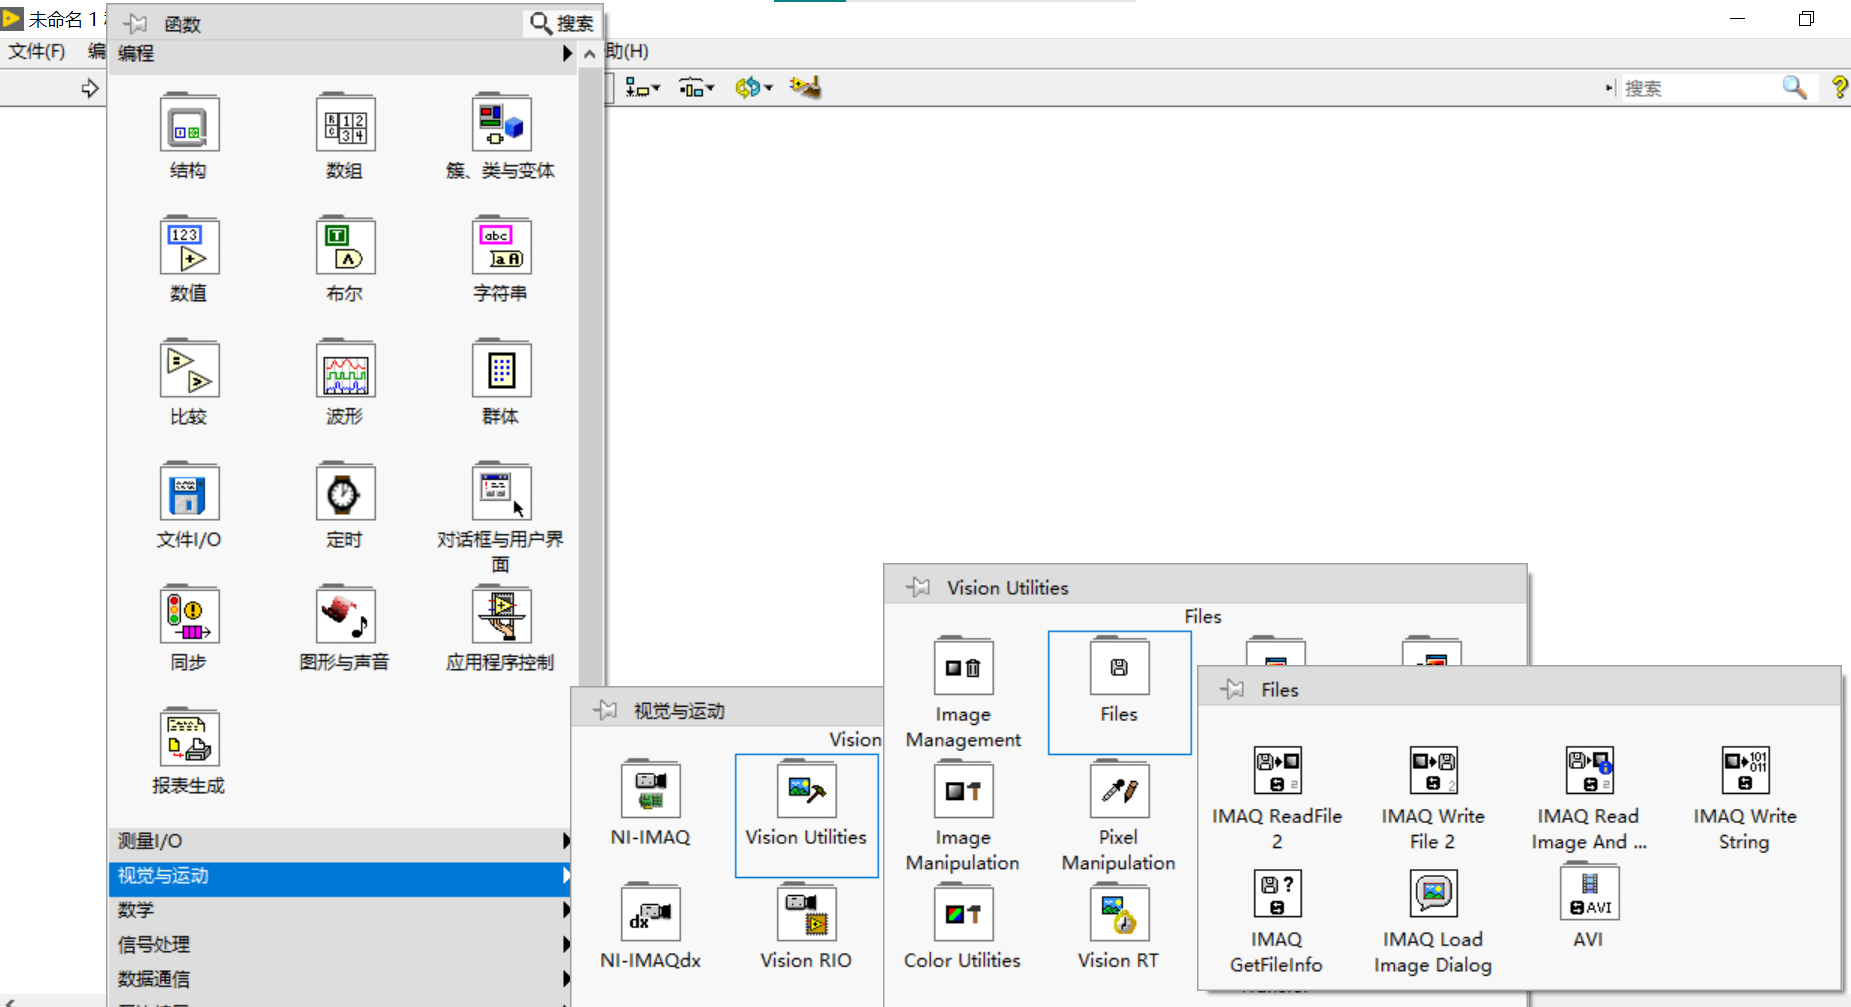 未命名 1
文件(F) 编
助(H)
搜索
函数
搜索
编程
结构
数组
簇、类与变体
数值
布尔
字符串
比较
波形
群体
文件I/O
定时
对话框与用户界
面
同步
图形与声音
应用程序控制
报表生成
测量I/O
视觉与运动
数学
信号处理
数据通信
视觉与运动
Vision
NI-IMAQ
Vision Utilities
NI-IMAQdx
Vision RIO
Vision Utilities
Files
Image
Management
Files
Image
Manipulation
Pixel
Manipulation
Color Utilities
Vision RT
Files
IMAQ ReadFile
2
IMAQ Write
File 2
IMAQ Read
Image And ...
IMAQ Write
String
IMAQ
GetFileInfo
IMAQ Load
Image Dialog
AVI